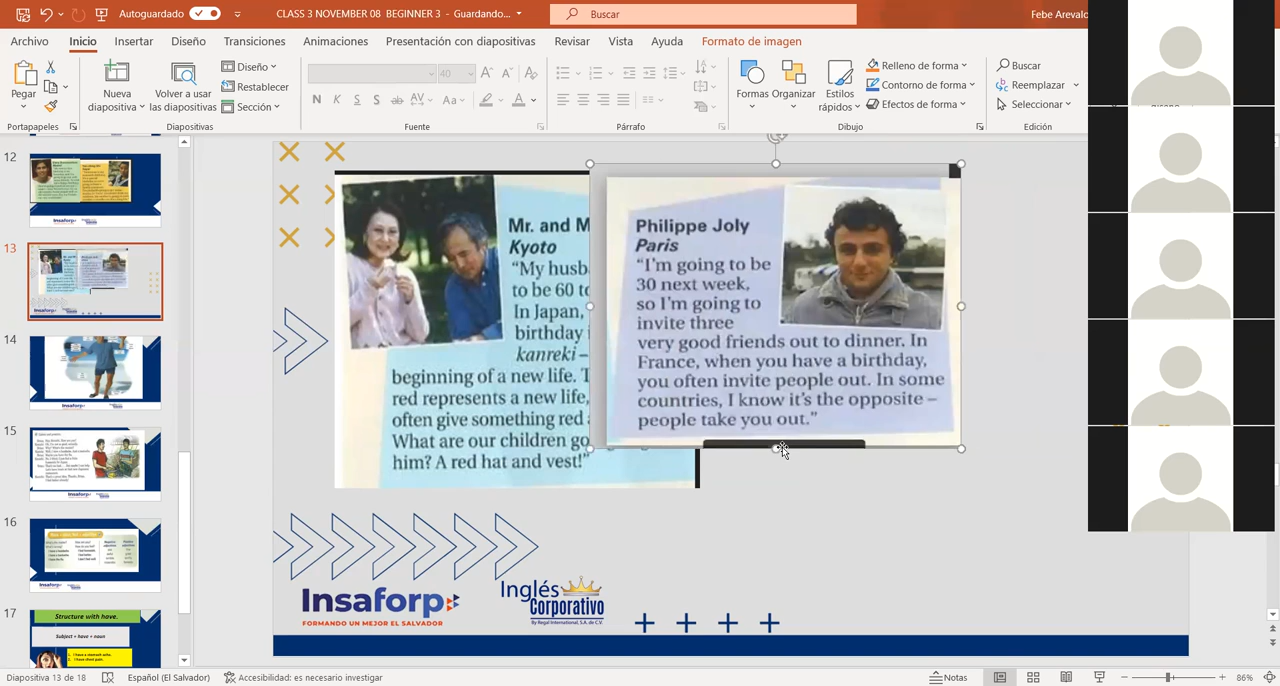 Autoguardado
CLASS 3 NOVEMBER 08 BEGINNER 3 - Guardando...
Buscar
Febe Arevalo
Archivo Inicio Insertar Diseño Transiciones Animaciones Presentación con diapositivas Revisar Vista Ayuda Formato de imagen
Pegar
Nueva
diapositiva
Volver a usar
las diapositivas
Diseño
Restablecer
Sección
40
N K S S ab AV Aa A
Formas
Organizar
Estilos
rápidos
Relleno de forma
Contorno de forma
Efectos de forma
Buscar
Reemplazar
Seleccionar
Portapapeles Diapositivas Fuente Párrafo Dibujo Edición
12
13
14
15
16
17
Structure with have.
Subject + have + noun
Mr. and M
Kyoto
"My husb
to be 60 to
In Japan,
birthday
kanreki –
beginning of a new life. T
red represents a new life,
often give something red
What are our children go
him? A red hat and vest!"
Philippe Joly
Paris
"I'm going to be
30 next week,
so I'm going to
invite three
very good friends out to dinner. In
France, when you have a birthday,
you often invite people out. In some
countries, I know it's the opposite –
people take you out."
Insaforp
FORMANDO UN MEJOR EL SALVADOR
Inglés
Corporativo
By Regal International, S.A. de C.V.
Diapositiva 13 de 18
Español (El Salvador)
Accesibilidad: es necesario investigar
Notas
86%